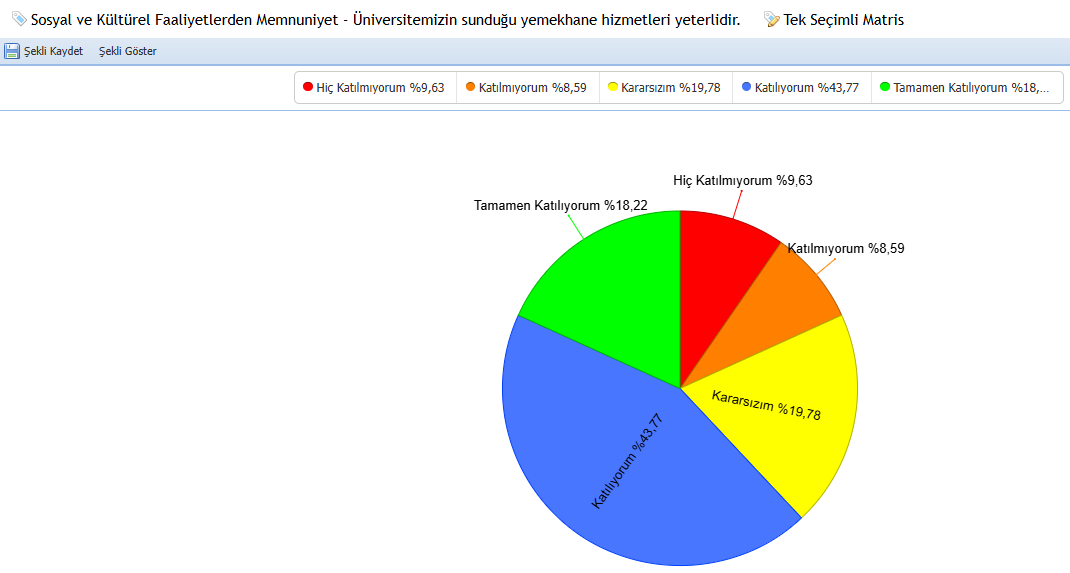 Sosyal ve Kültürel Faaliyetlerden Memnuniyet - Üniversitemizin sunduğu yemekhane hizmetleri yeterlidir. Tek Seçimli Matris
Şekli Kaydet Şekli Göster
Hiç Katılmıyorum %9,63 Katılmıyorum %8,59 Kararsızım %19,78 Katılıyorum %43,77 Tamamen Katılıyorum %18,...
Hiç Katılmıyorum %9,63
Tamamen Katılıyorum %18,22
Katılmıyorum %8,59
Kararsızım %19,78
Katılıyorum %43,77